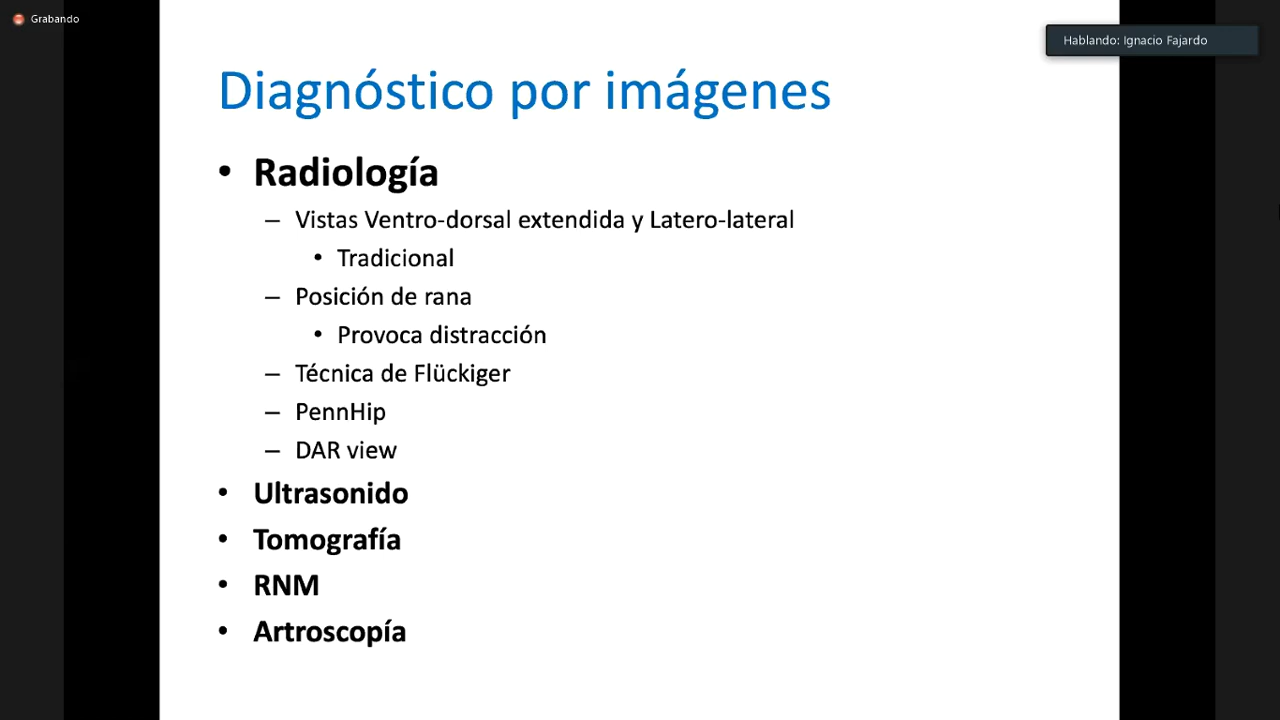 Grabando
Hablando: Ignacio Fajardo
Diagnóstico por imágenes
• Radiología
– Vistas Ventro-dorsal extendida y Latero-lateral
• Tradicional
– Posición de rana
• Provoca distracción
– Técnica de Flückiger
– PennHip
– DAR view
• Ultrasonido
• Tomografía
• RNM
• Artroscopía